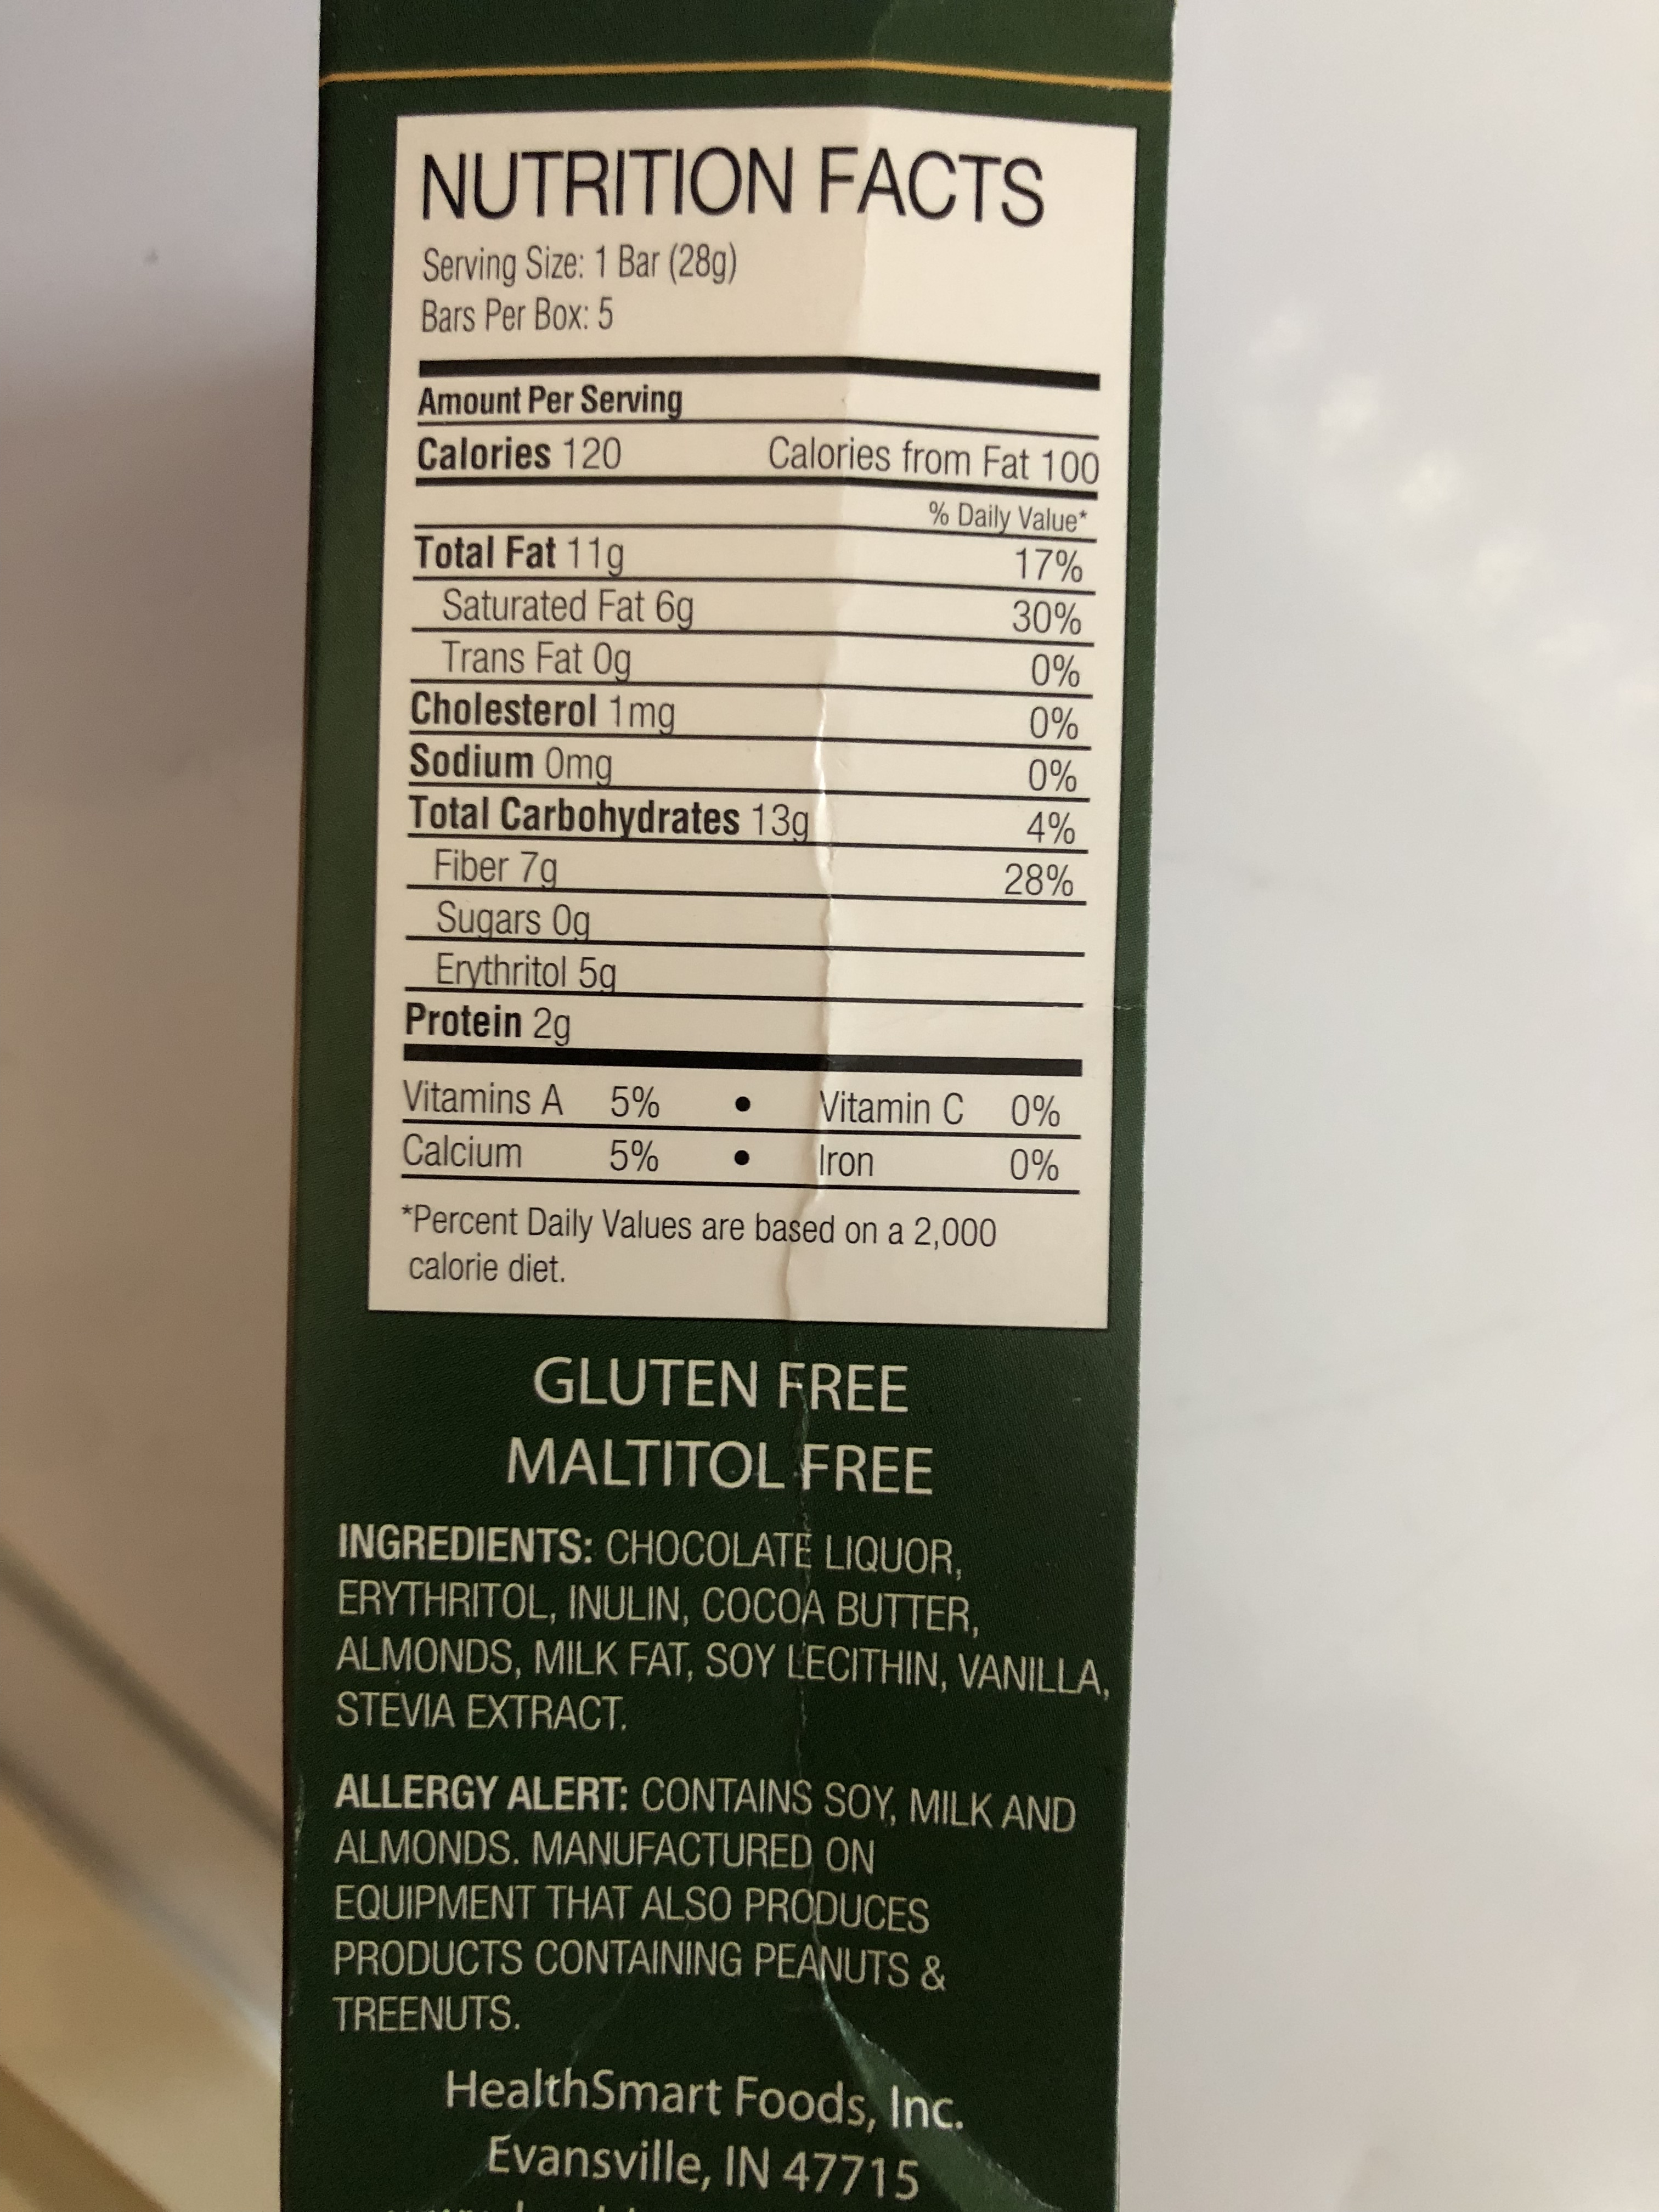 NUTRITION FACTS
Serving Size: 1 Bar (28g)
Bars Per Box: 5
Amount Per Serving
Calories 120 Calories from Fat 100
% Daily Value*
Total Fat 11g 17%
Saturated Fat 6g 30%
Trans Fat 0g 0%
Cholesterol 1mg 0%
Sodium 0mg 0%
Total Carbohydrates 13g 4%
Fiber 7g 28%
Sugars 0g
Erythritol 5g
Protein 2g
Vitamins A 5% • Vitamin C 0%
Calcium 5% • Iron 0%
*Percent Daily Values are based on a 2,000
calorie diet.
GLUTEN FREE
MALTITOL FREE
INGREDIENTS: CHOCOLATE LIQUOR,
ERYTHRITOL, INULIN, COCOA BUTTER,
ALMONDS, MILK FAT, SOY LECITHIN, VANILLA,
STEVIA EXTRACT.
ALLERGY ALERT: CONTAINS SOY, MILK AND
ALMONDS. MANUFACTURED ON
EQUIPMENT THAT ALSO PRODUCES
PRODUCTS CONTAINING PEANUTS &
TREENUTS.
HealthSmart Foods, Inc.
Evansville, IN 47715